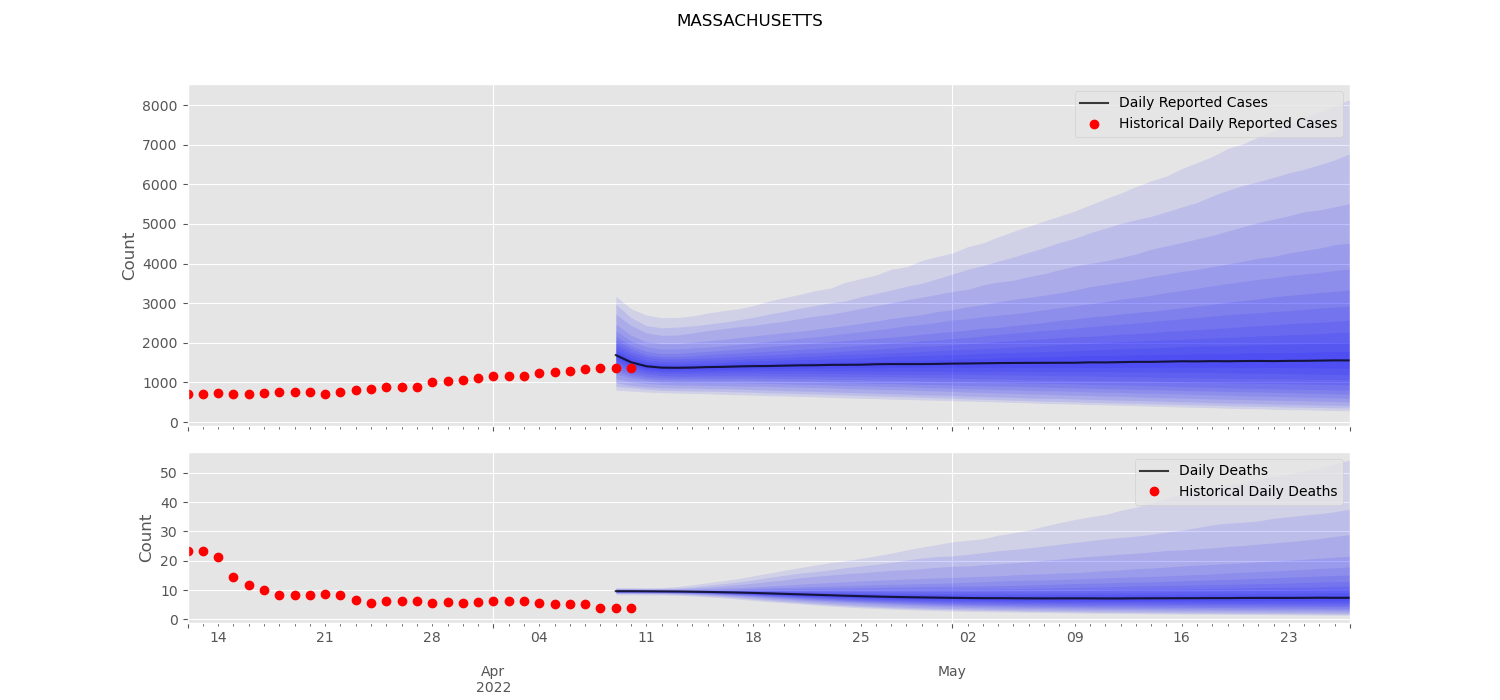 MASSACHUSETTS
8000
7000
6000
5000
4000
3000
2000
1000
0
Count
Daily Reported Cases
Historical Daily Reported Cases
50
40
30
20
10
0
Count
Daily Deaths
Historical Daily Deaths
14 21 28 04 11 18 25 02 09 16 23
Apr May
2022